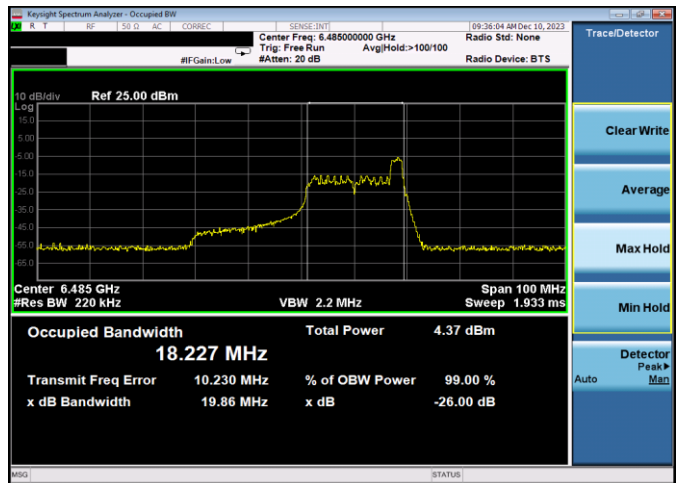 Keysight Spectrum Analyzer - Occupied BW
R T RF 50 Ω AC CORREC SENSE:INT 09:36:04 AM Dec 10, 2023
Center Freq: 6.485000000 GHz Radio Std: None
Trig: Free Run Avg|Hold:>100/100
#IFGain:Low #Atten: 20 dB Radio Device: BTS
Trace/Detector
10 dB/div Ref 25.00 dBm
Log
15.0
5.00
-5.00
-15.0
-25.0
-35.0
-45.0
-55.0
-65.0
Center 6.485 GHz Span 100 MHz
#Res BW 220 kHz VBW 2.2 MHz Sweep 1.933 ms
Occupied Bandwidth Total Power 4.37 dBm
18.227 MHz
Transmit Freq Error 10.230 MHz % of OBW Power 99.00 %
x dB Bandwidth 19.86 MHz x dB -26.00 dB
Clear Write
Average
Max Hold
Min Hold
Detector
Peak▶
Auto Man
MSG STATUS